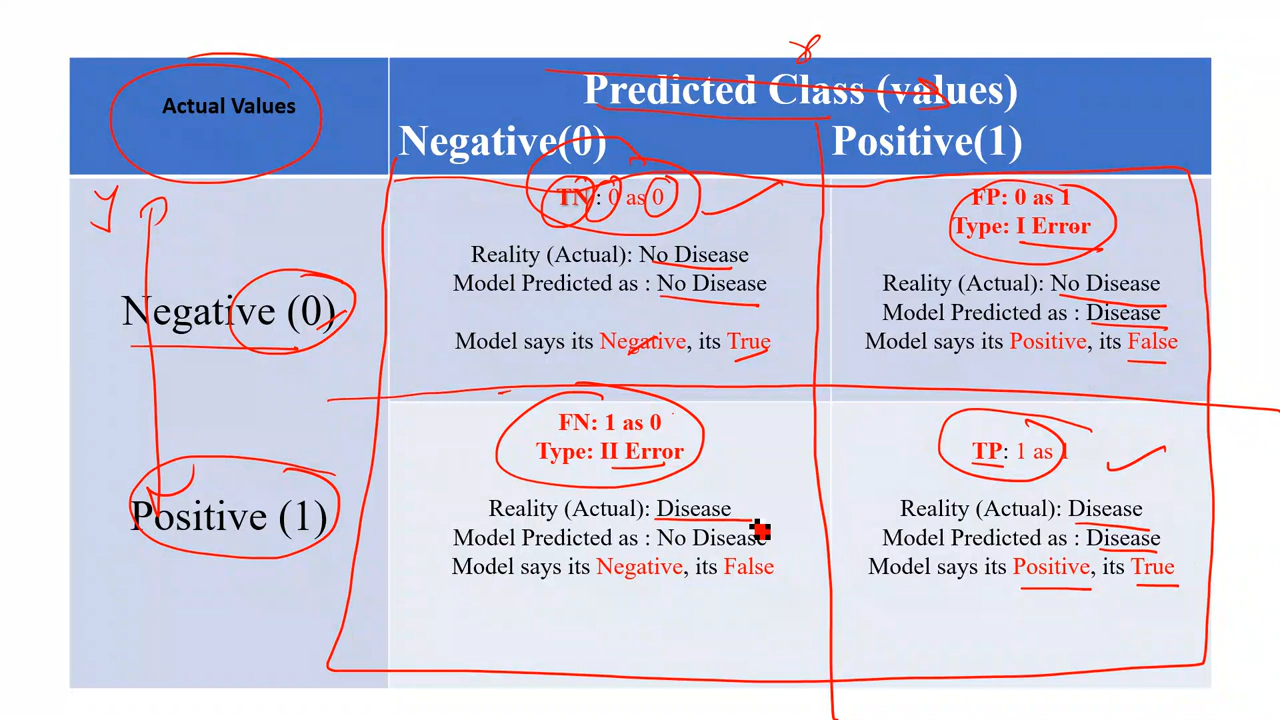 Actual Values
Predicted Class (values)
Negative(0)
Positive(1)
y
Negative (0)
TN: 0 as 0
Reality (Actual): No Disease
Model Predicted as : No Disease
Model says its Negative, its True
FP: 0 as 1
Type: I Error
Reality (Actual): No Disease
Model Predicted as : Disease
Model says its Positive, its False
Positive (1)
FN: 1 as 0
Type: II Error
Reality (Actual): Disease
Model Predicted as : No Disease
Model says its Negative, its False
TP: 1 as 1
Reality (Actual): Disease
Model Predicted as : Disease
Model says its Positive, its True